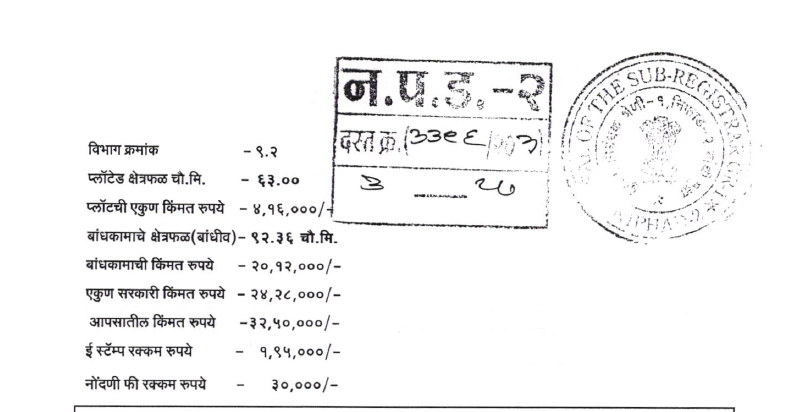 न.प.ड.-२
दस्त क्र.
विभाग क्रमांक - ९.२
प्लॉटेड क्षेत्रफळ चौ.मि. - ६३.००
प्लॉटची एकुण किंमत रुपये - ४,१६,०००/-
बांधकामाचे क्षेत्रफळ(बांधीव)- ९२.३६ चौ.मि.
बांधकामाची किंमत रुपये - २०,१२,०००/-
एकुण सरकारी किंमत रुपये - २४,२८,०००/-
आपसातील किंमत रुपये -३२,५०,०००/-
ई स्टॅम्प रक्कम रुपये - १,९५,०००/-
नोंदणी फी रक्कम रुपये - ३०,०००/-
OF THE SUB-REGISTRAR